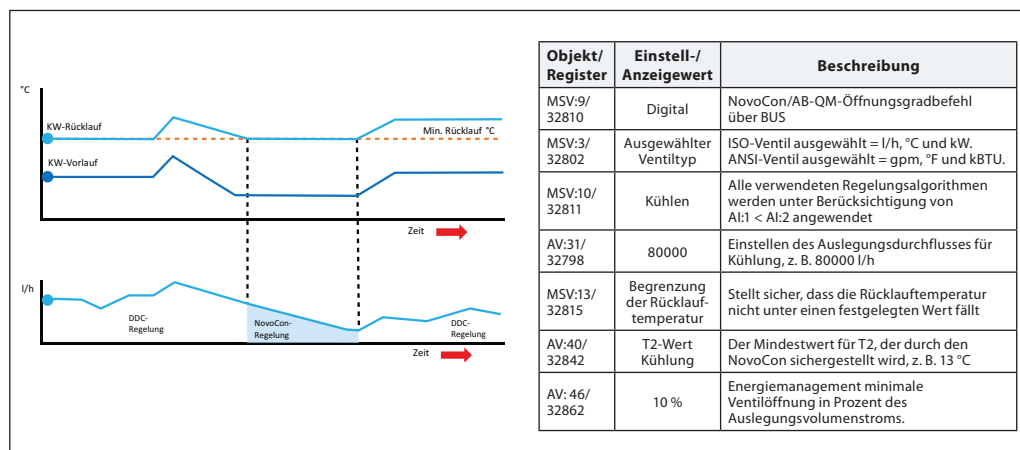 °C
KW-Rücklauf
Min. Rücklauf °C
KW-Vorlauf
Zeit
l/h
DDC-
Regelung
NovoCon-
Regelung
DDC-
Regelung
Zeit
Objekt/
Register
Einstell-/
Anzeigewert
Beschreibung
MSV:9/
32810
Digital
NovoCon/AB-QM-Öffnungsgradbefehl
über BUS
MSV:3/
32802
Ausgewählter
Ventiltyp
ISO-Ventil ausgewählt = l/h, °C und kW.
ANSI-Ventil ausgewählt = gpm, °F und kBTU.
MSV:10/
32811
Kühlen
Alle verwendeten Regelungsalgorithmen
werden unter Berücksichtigung von
AI:1 < AI:2 angewendet
AV:31/
32798
80000
Einstellen des Auslegungsdurchflusses für
Kühlung, z. B. 80000 l/h
MSV:13/
32815
Begrenzung
der Rücklauf-
temperatur
Stellt sicher, dass die Rücklauftemperatur
nicht unter einen festgelegten Wert fällt
AV:40/
32842
T2-Wert
Kühlung
Der Mindestwert für T2, der durch den
NovoCon sichergestellt wird, z. B. 13 °C
AV: 46/
32862
10 %
Energiemanagement minimale
Ventilöffnung in Prozent des
Auslegungsvolumenstroms.